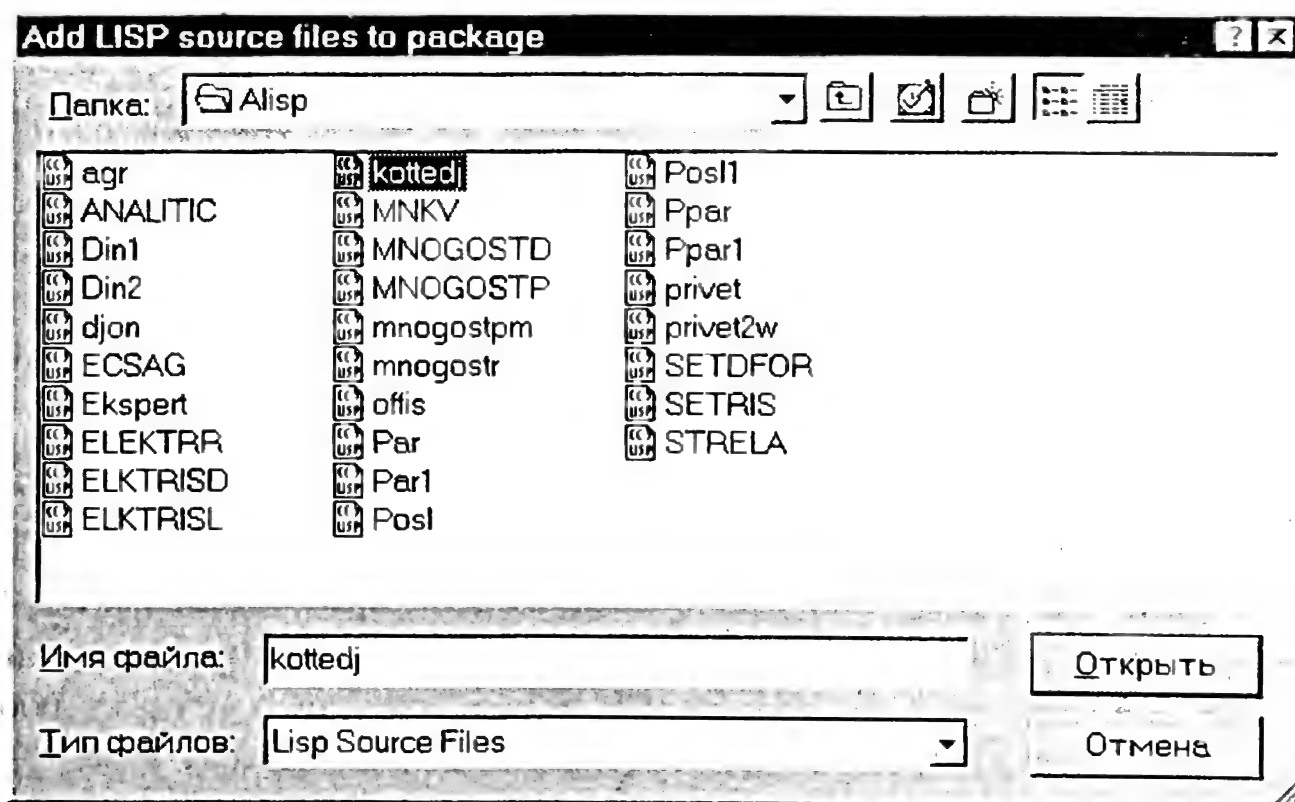 Add LISP source files to package
Папка: Alisp
agr kottedj Posl1
ANALITIC MNKV Ppar
Din1 MNOGOSTD Ppar1
Din2 MNOGOSTP privet
djon mnogostpm privet2w
ECSAG mnogostr SETDFOR
Ekspert offis SETRIS
ELEKTRR Par STRELA
ELKTRISD Par1
ELKTRISL Posl
Имя файла: kottedj Открыть
Тип файлов: Lisp Source Files Отмена